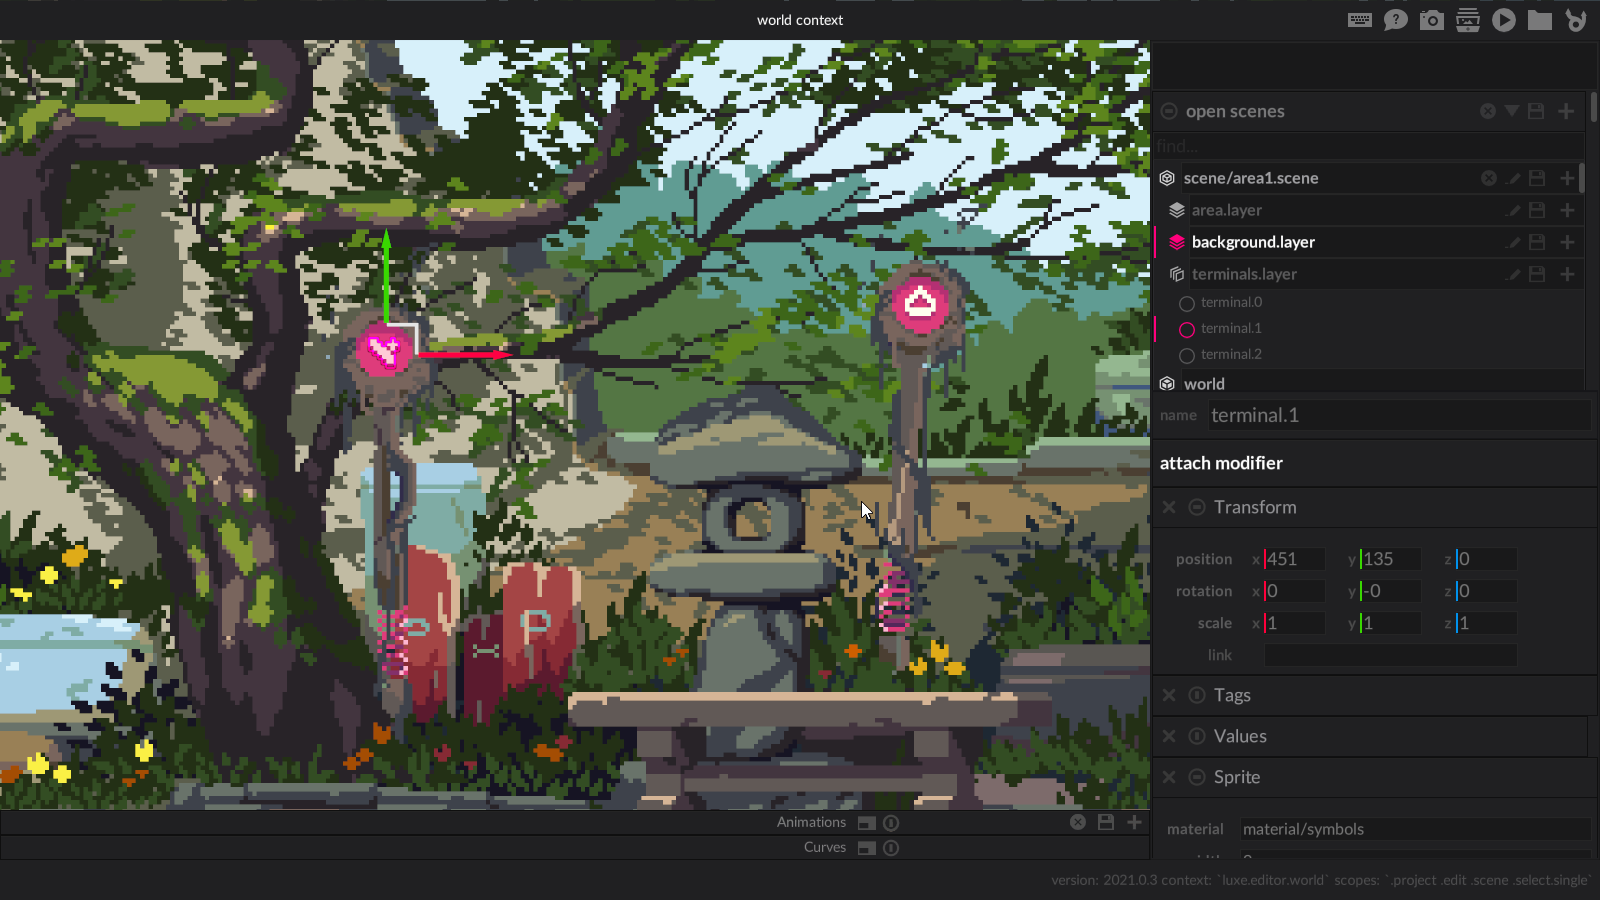 world context
open scenes
find...
scene/area1.scene
area.layer
background.layer
terminals.layer
terminal.0
terminal.1
terminal.2
world
name terminal.1
attach modifier
Transform
position x 451 y 135 z 0
rotation x 0 y -0 z 0
scale x 1 y 1 z 1
link
Tags
Values
Sprite
material material/symbols
Animations
Curves
version: 2021.0.3 context: `luxe.editor.world` scopes: `.project .edit .scene .select.single`